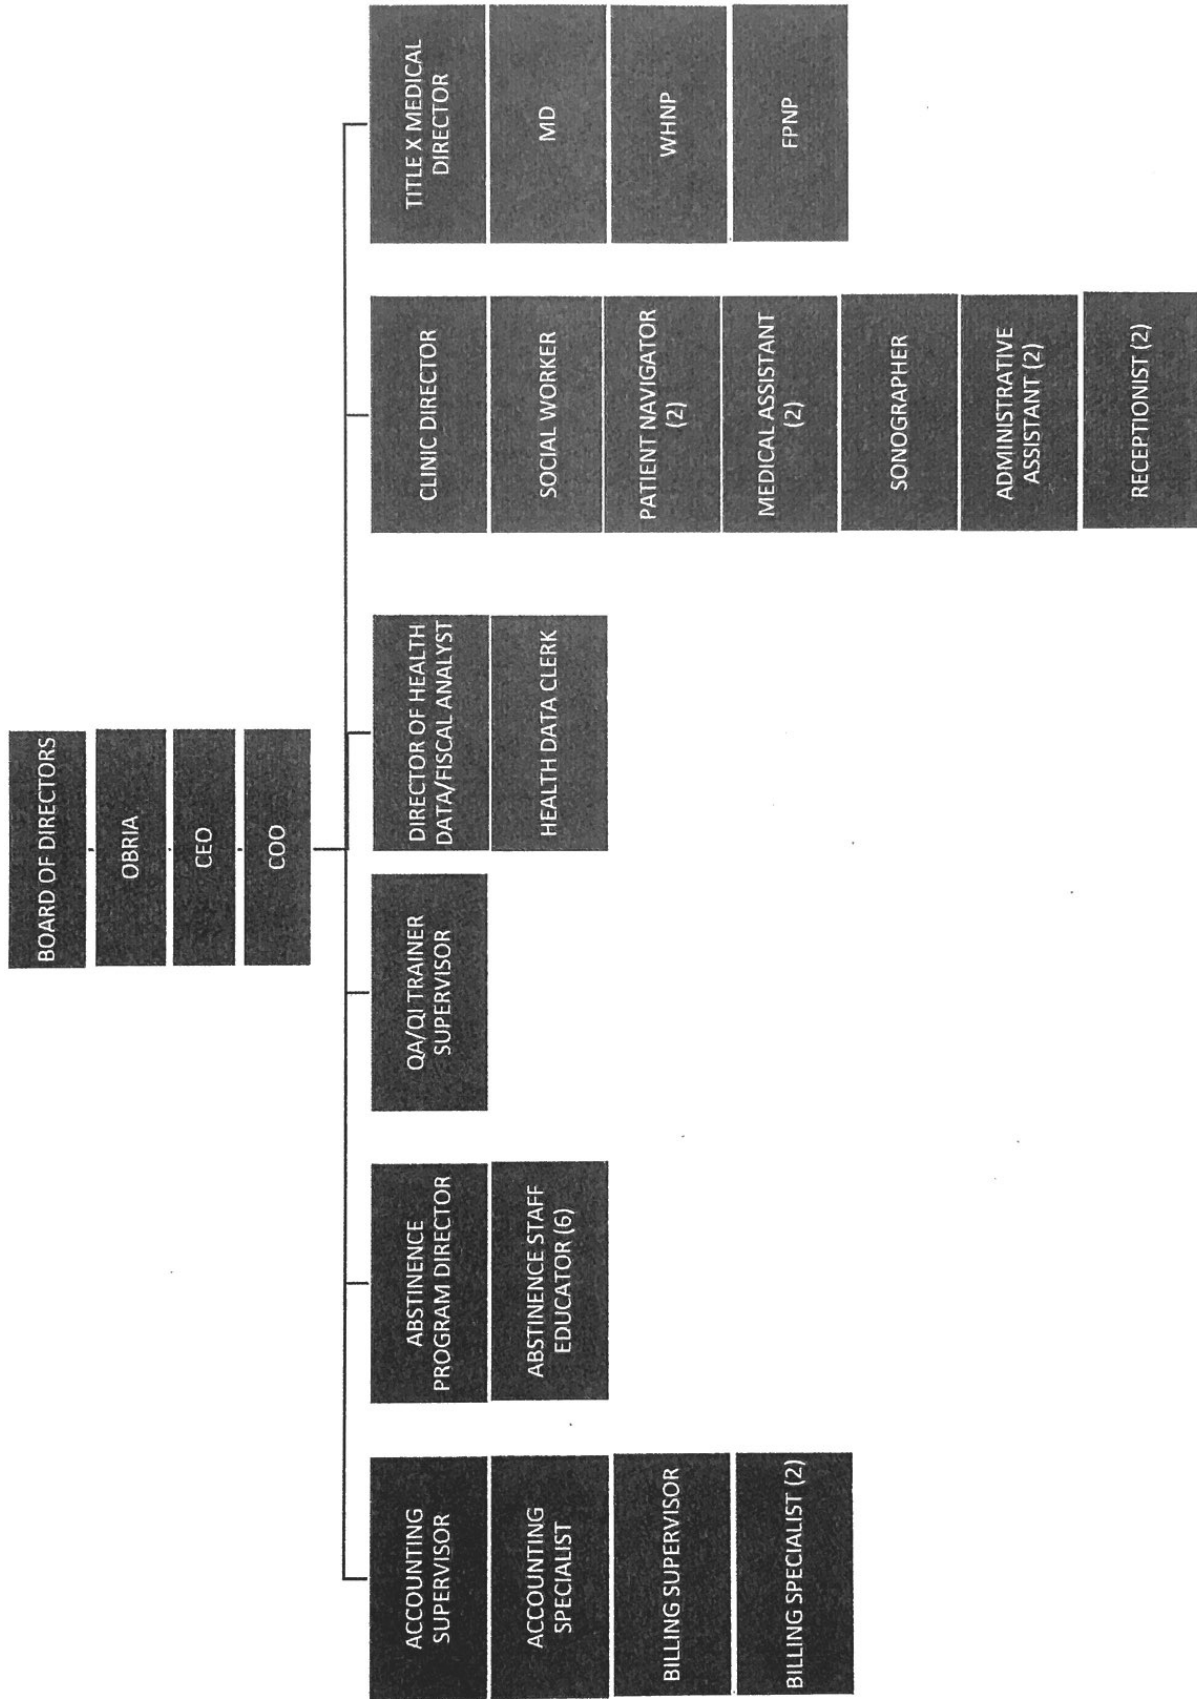 BOARD OF DIRECTORS
OBRIA
CEO
COO
ACCOUNTING
SUPERVISOR
ACCOUNTING
SPECIALIST
BILLING SUPERVISOR
BILLING SPECIALIST (2)
ABSTINENCE
PROGRAM DIRECTOR
ABSTINENCE STAFF
EDUCATOR (6)
QA/QI TRAINER
SUPERVISOR
DIRECTOR OF HEALTH
DATA/FISCAL ANALYST
HEALTH DATA CLERK
CLINIC DIRECTOR
SOCIAL WORKER
PATIENT NAVIGATOR
(2)
MEDICAL ASSISTANT
(2)
SONOGRAPHER
ADMINISTRATIVE
ASSISTANT (2)
RECEPTIONIST (2)
TITLE X MEDICAL
DIRECTOR
MD
WHNP
FPNP